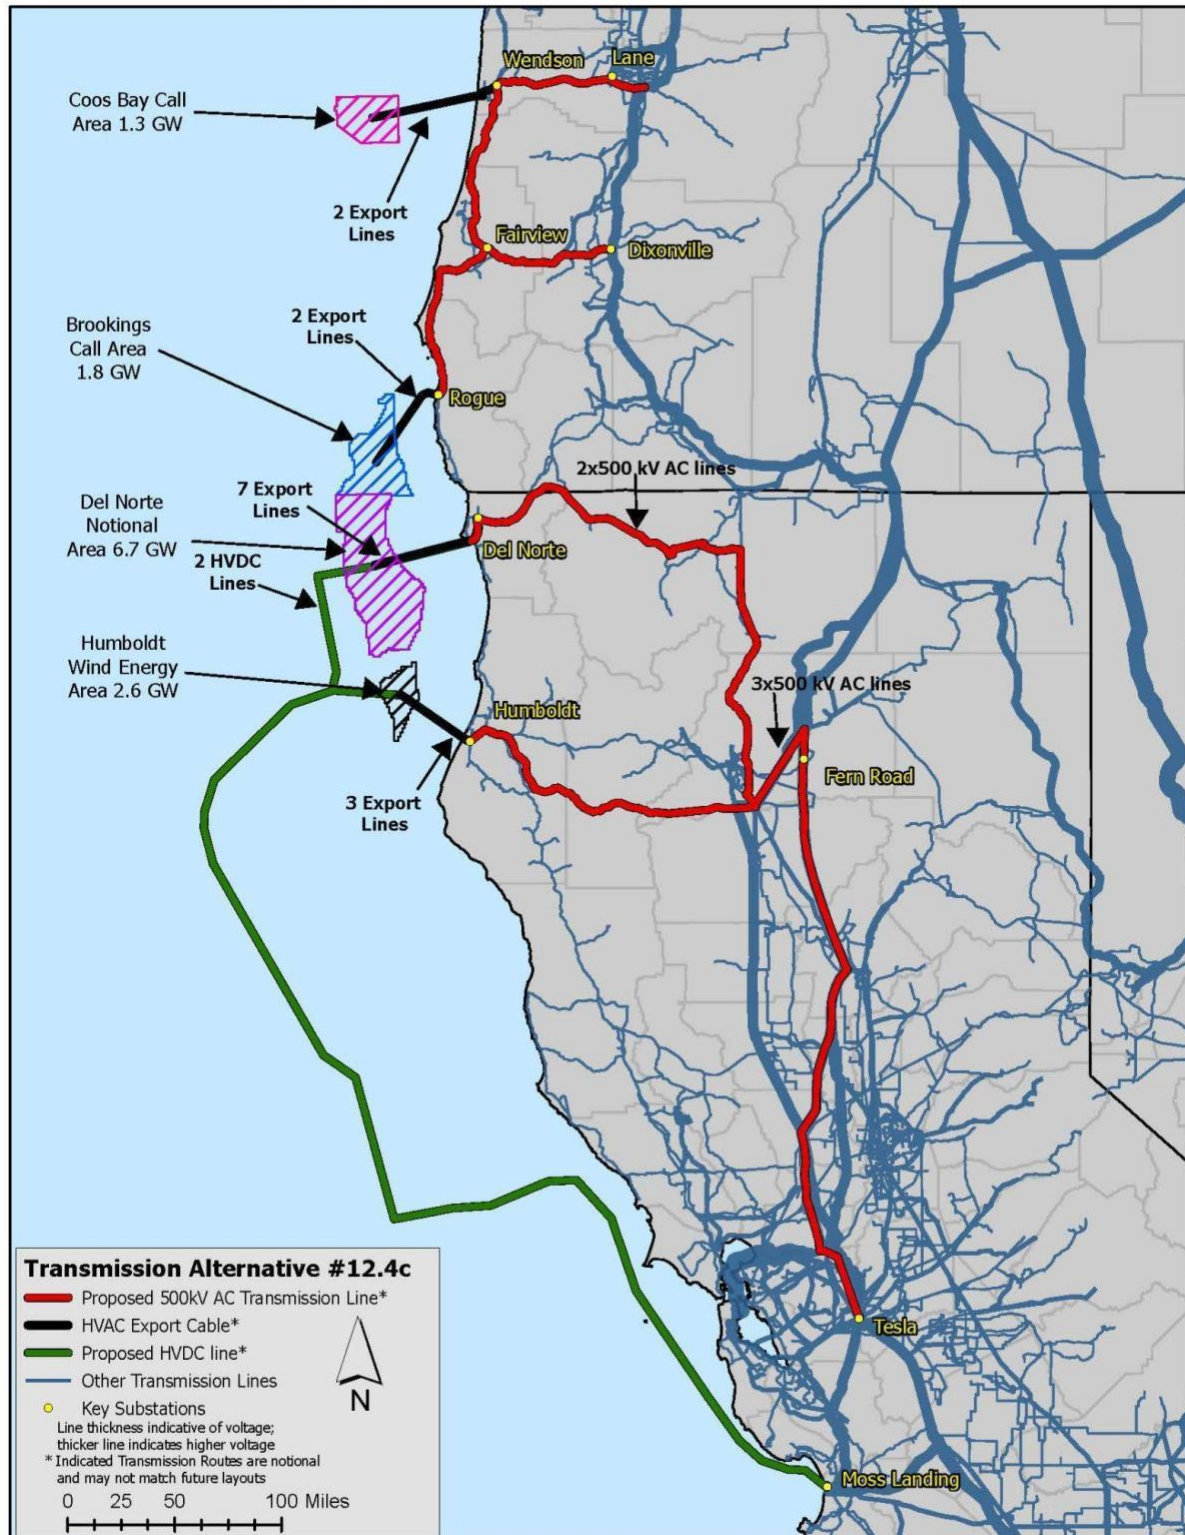 Wendson
Lane
Coos Bay Call
Area 1.3 GW
2 Export
Lines
Fairview
Dixonville
2 Export
Lines
Brookings
Call Area
1.8 GW
Rogue
2x500 kV AC lines
7 Export
Lines
Del Norte
Notional
Area 6.7 GW
2 HVDC
Lines
Del Norte
Humboldt
Wind Energy
Area 2.6 GW
3x500 kV AC lines
Humboldt
Fern Road
3 Export
Lines
Transmission Alternative #12.4c
Proposed 500kV AC Transmission Line*
HVAC Export Cable*
Proposed HVDC line*
Other Transmission Lines
Key Substations
Line thickness indicative of voltage;
thicker line indicates higher voltage
* Indicated Transmission Routes are notional
and may not match future layouts
N
0 25 50 100 Miles
Tesla
Moss Landing